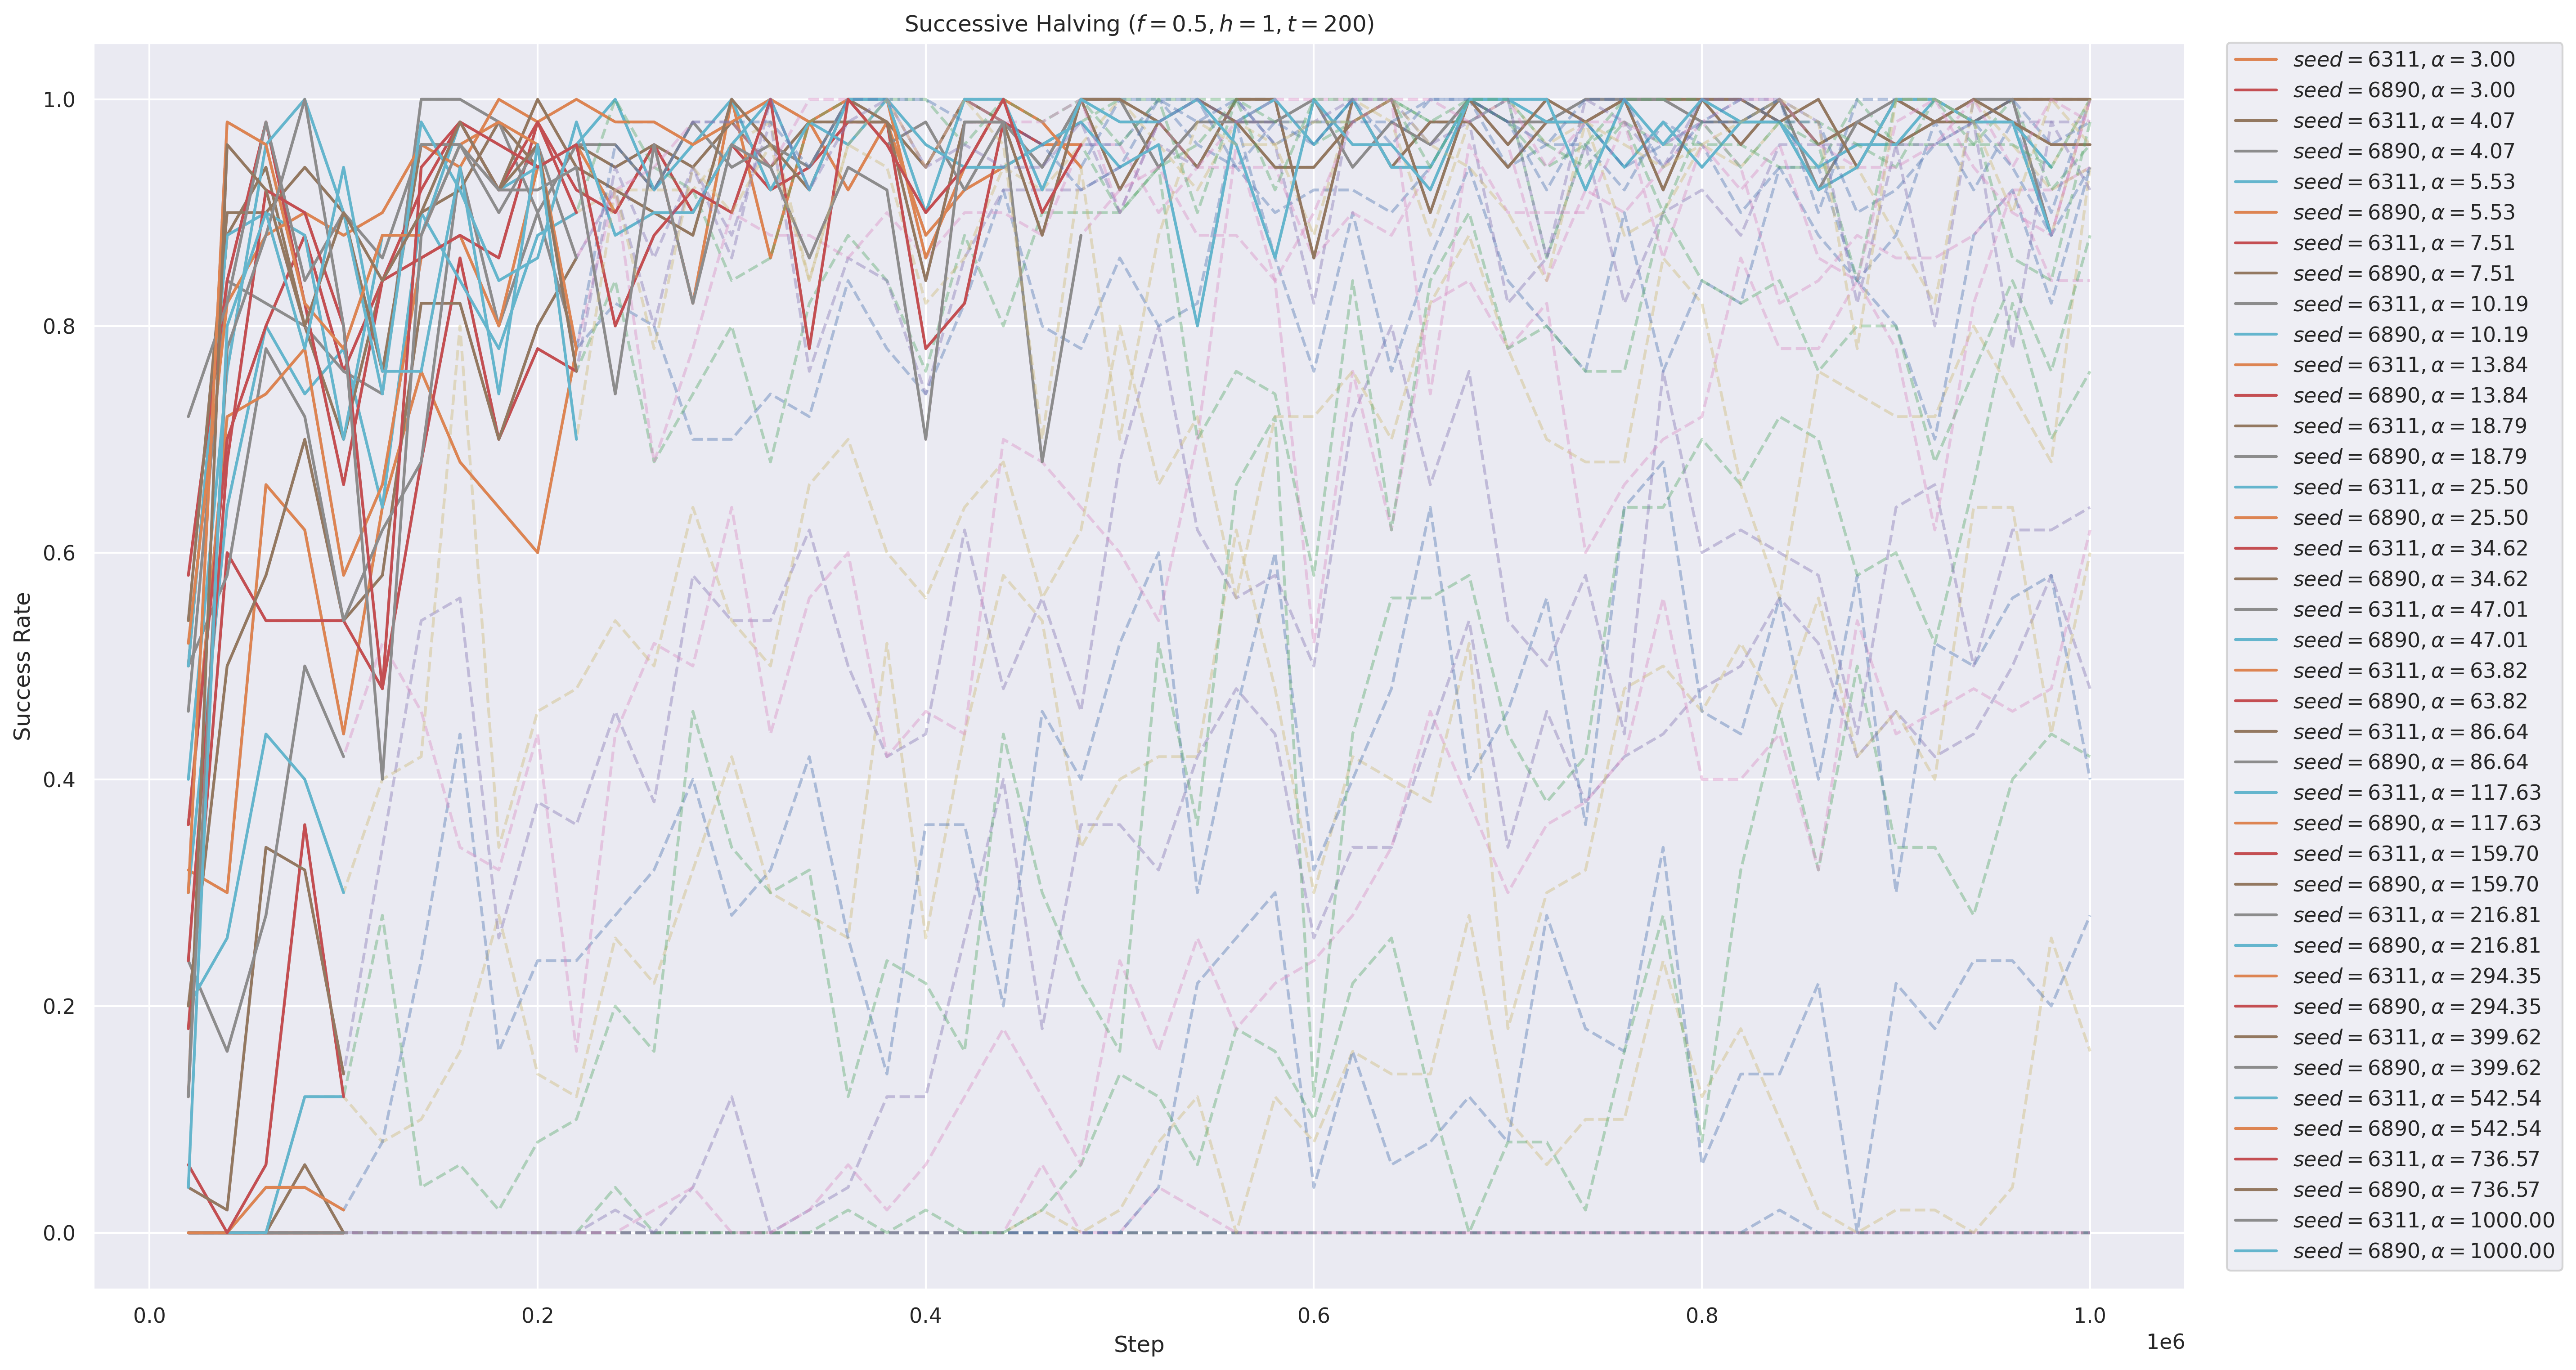 Successive Halving (f = 0.5, h = 1, t = 200)
1.0
0.8
0.6
0.4
0.2
0.0
Success Rate
0.0 0.2 0.4 0.6 0.8 1.0
1e6
Step
seed = 6311, α = 3.00
seed = 6890, α = 3.00
seed = 6311, α = 4.07
seed = 6890, α = 4.07
seed = 6311, α = 5.53
seed = 6890, α = 5.53
seed = 6311, α = 7.51
seed = 6890, α = 7.51
seed = 6311, α = 10.19
seed = 6890, α = 10.19
seed = 6311, α = 13.84
seed = 6890, α = 13.84
seed = 6311, α = 18.79
seed = 6890, α = 18.79
seed = 6311, α = 25.50
seed = 6890, α = 25.50
seed = 6311, α = 34.62
seed = 6890, α = 34.62
seed = 6311, α = 47.01
seed = 6890, α = 47.01
seed = 6311, α = 63.82
seed = 6890, α = 63.82
seed = 6311, α = 86.64
seed = 6890, α = 86.64
seed = 6311, α = 117.63
seed = 6890, α = 117.63
seed = 6311, α = 159.70
seed = 6890, α = 159.70
seed = 6311, α = 216.81
seed = 6890, α = 216.81
seed = 6311, α = 294.35
seed = 6890, α = 294.35
seed = 6311, α = 399.62
seed = 6890, α = 399.62
seed = 6311, α = 542.54
seed = 6890, α = 542.54
seed = 6311, α = 736.57
seed = 6890, α = 736.57
seed = 6311, α = 1000.00
seed = 6890, α = 1000.00